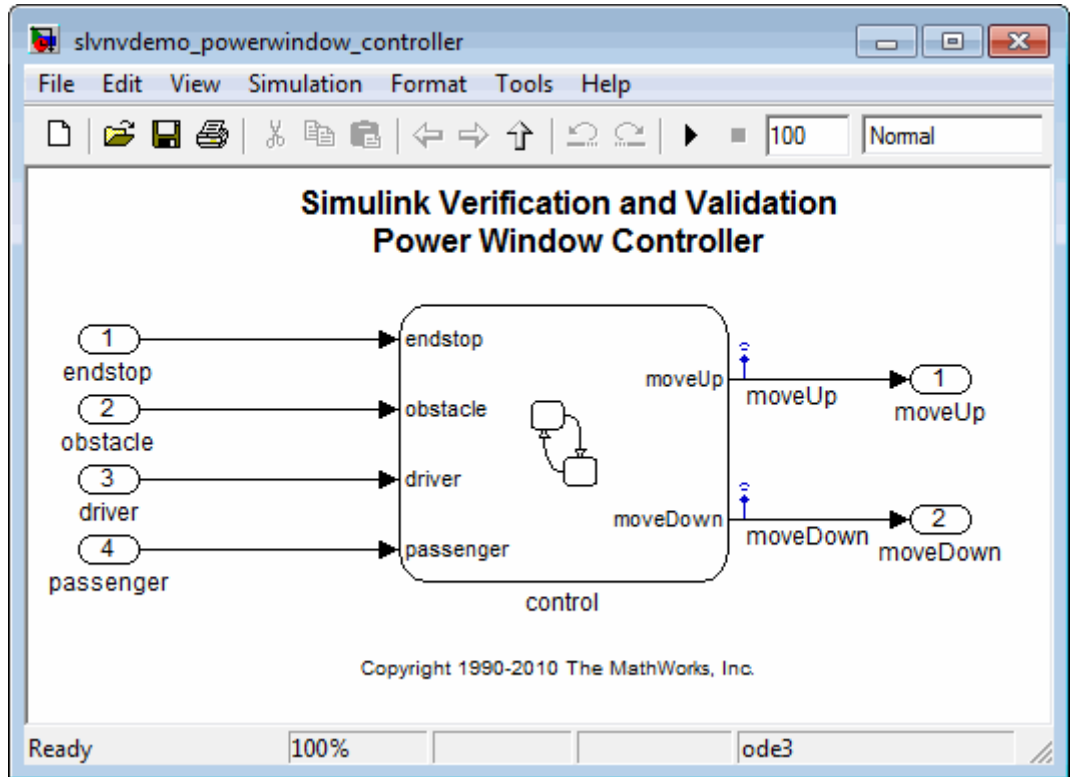 slvnvdemo_powerwindow_controller
File Edit View Simulation Format Tools Help
100 Normal
Simulink Verification and Validation
Power Window Controller
1
endstop
2
obstacle
3
driver
4
passenger
endstop
obstacle
driver
passenger
moveUp
moveDown
control
moveUp
moveDown
1
moveUp
2
moveDown
Copyright 1990-2010 The MathWorks, Inc.
Ready 100% ode3